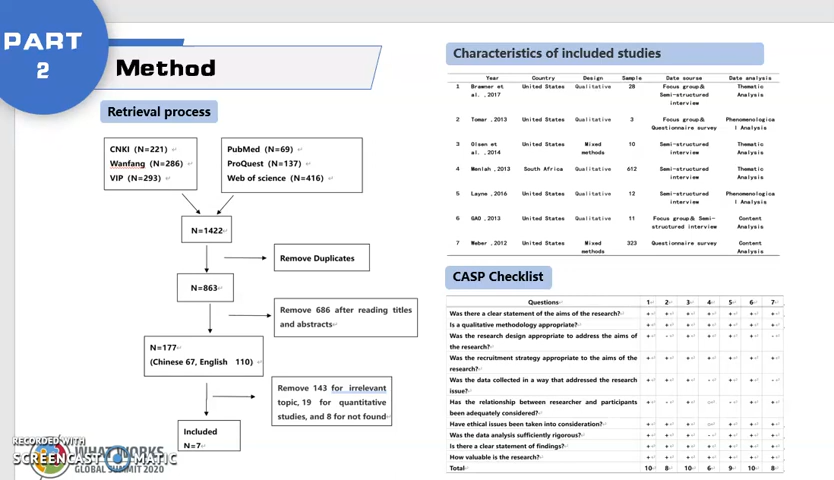 PART
2
Method
Retrieval process
CNKI (N=221)
Wanfang (N=286)
VIP (N=293)
PubMed (N=69)
ProQuest (N=137)
Web of science (N=416)
N=1422
Remove Duplicates
N=863
Remove 686 after reading titles
and abstracts
N=177
(Chinese 67, English 110)
Remove 143 for irrelevant
topic, 19 for quantitative
studies, and 8 for not found
Included
N=7
RECORDED WITH
SCREENCAST MATIC
WHAT WORKS
GLOBAL SUMMIT 2020
Characteristics of included studies
Year Country Design Sample Date sourse Data analysis
1 Brawner et al. ,2017 United States Qualitative 28 Focus group& Semi-structured interview Thematic Analysis
2 Tomar ,2013 United States Qualitative 3 Focus group& Questionnaire survey Phenomenologica l Analysis
3 Olsen et al. ,2014 United States Mixed methods 10 Semi-structured interview Thematic Analysis
4 South Africa Qualitative 612 Semi-structured interview Thematic Analysis
5 Layne ,2016 United States Qualitative 12 Semi-structured interview Phenomenologica l Analysis
6 GAO ,2013 United States Qualitative 11 Focus group& Semi-structured interview Content Analysis
7 Weber ,2012 United States Mixed methods 323 Questionnaire survey Content Analysis
CASP Checklist
Questions 1 2 3 4 5 6 7
Was there a clear statement of the aims of the research? + + + + + + +
Is a qualitative methodology appropriate? + + + + + + +
Was the research design appropriate to address the aims of
the research? + - + + + + -
Was the recruitment strategy appropriate to the aims of the
research? + + + + + + +
Was the data collected in a way that addressed the research
issue? + + + - + + -
Has the relationship between researcher and participants
been adequately considered? + - + - + +
Have ethical issues been taken into consideration? + + + + + +
Was the data analysis sufficiently rigorous? + + + - + + +
Is there a clear statement of findings? + + + + + + +
How valuable is the research? + + + + + + +
Total 10 8 10 6 9 10 8